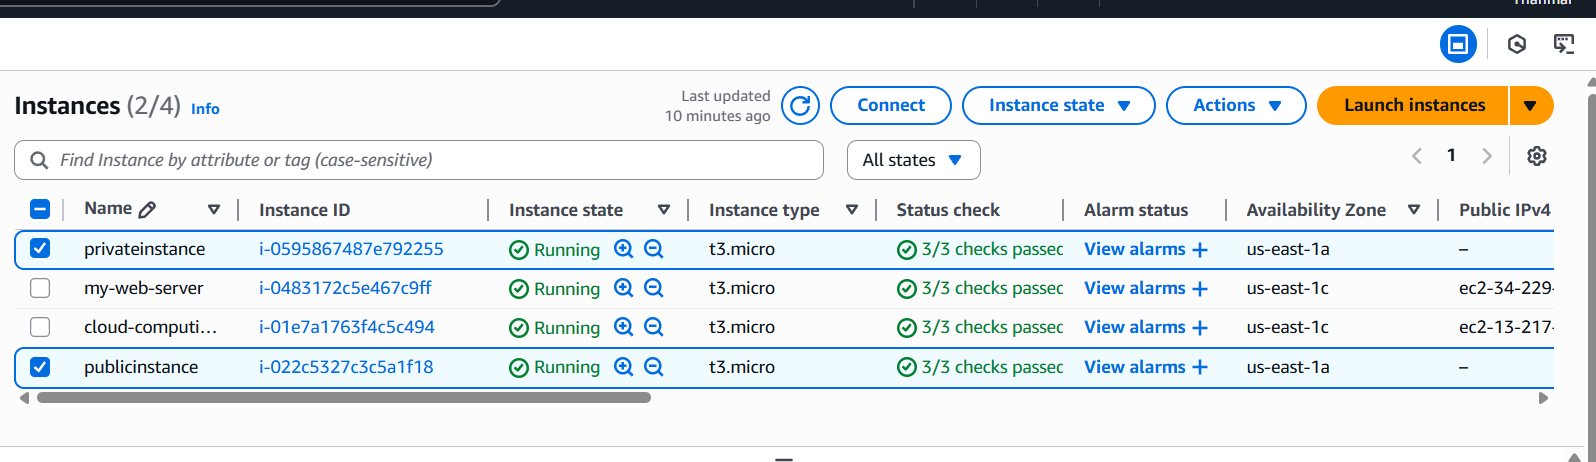 Instances (2/4) Info
Last updated
10 minutes ago
Connect
Instance state
Actions
Launch instances
Find Instance by attribute or tag (case-sensitive)
All states
1
Name Instance ID Instance state Instance type Status check Alarm status Availability Zone Public IPv4
privateinstance i-0595867487e792255 Running t3.micro 3/3 checks passed View alarms + us-east-1a –
my-web-server i-0483172c5e467c9ff Running t3.micro 3/3 checks passed View alarms + us-east-1c ec2-34-229-
cloud-computi... i-01e7a1763f4c5c494 Running t3.micro 3/3 checks passed View alarms + us-east-1c ec2-13-217-
publicinstance i-022c5327c3c5a1f18 Running t3.micro 3/3 checks passed View alarms + us-east-1a –